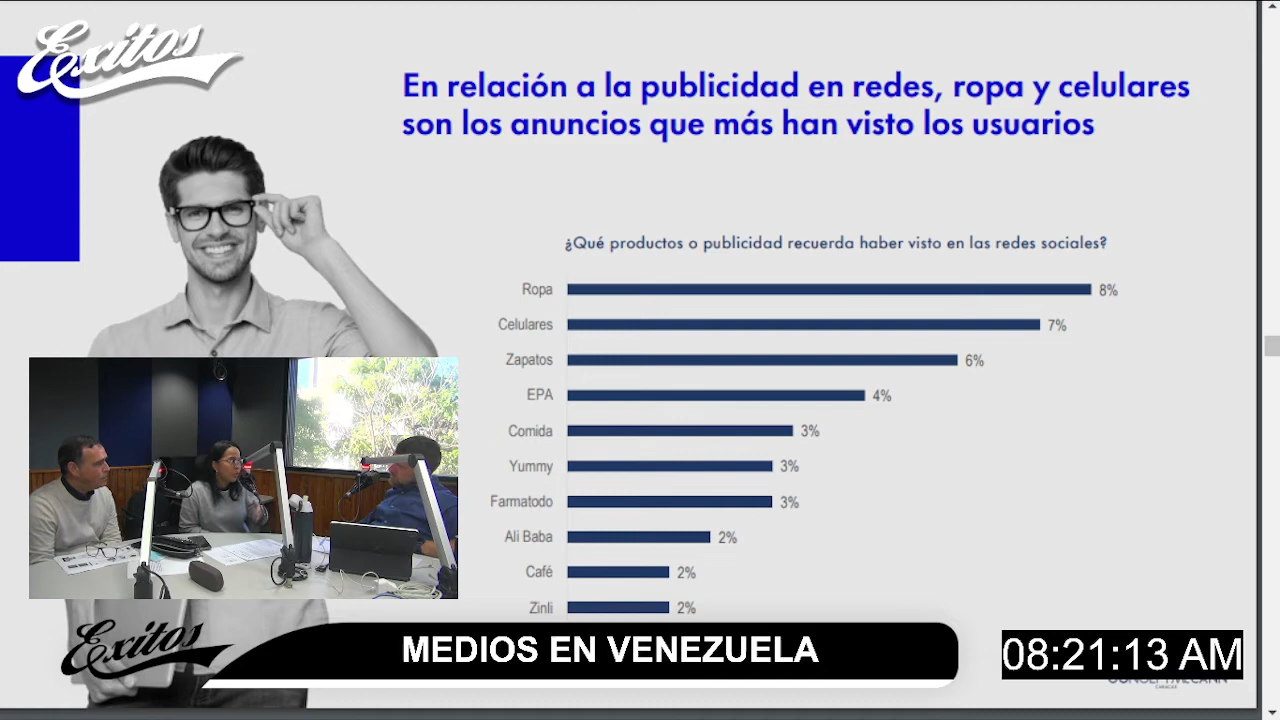 Exitos
En relación a la publicidad en redes, ropa y celulares
son los anuncios que más han visto los usuarios
¿Qué productos o publicidad recuerda haber visto en las redes sociales?
Ropa 8%
Celulares 7%
Zapatos 6%
EPA 4%
Comida 3%
Yummy 3%
Farmatodo 3%
Ali Baba 2%
Café 2%
Zinli 2%
Exitos
MEDIOS EN VENEZUELA
08:21:13 AM